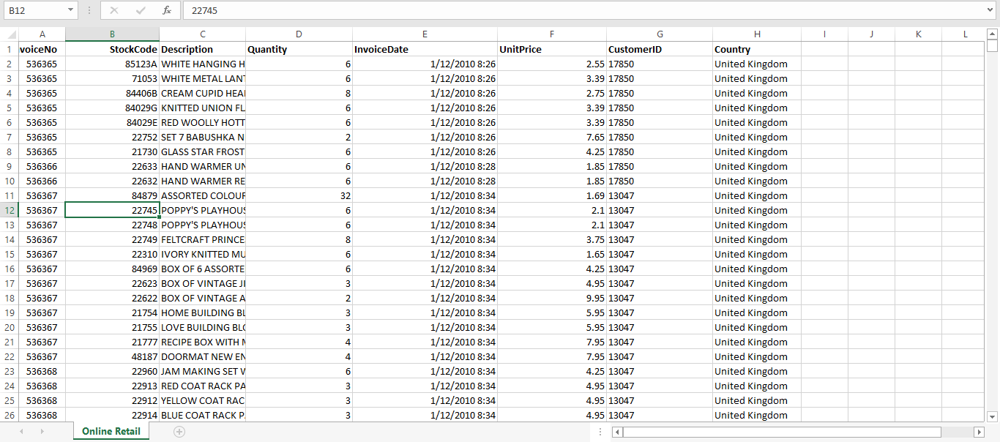 B12 fx 22745
A B C D E F G H I J K L
1 voiceNo StockCode Description Quantity InvoiceDate UnitPrice CustomerID Country
2 536365 85123A WHITE HANGING H 6 1/12/2010 8:26 2.55 17850 United Kingdom
3 536365 71053 WHITE METAL LANT 6 1/12/2010 8:26 3.39 17850 United Kingdom
4 536365 84406B CREAM CUPID HEA 8 1/12/2010 8:26 2.75 17850 United Kingdom
5 536365 84029G KNITTED UNION FL 6 1/12/2010 8:26 3.39 17850 United Kingdom
6 536365 84029E RED WOOLLY HOTT 6 1/12/2010 8:26 3.39 17850 United Kingdom
7 536365 22752 SET 7 BABUSHKA N 2 1/12/2010 8:26 7.65 17850 United Kingdom
8 536365 21730 GLASS STAR FROST 6 1/12/2010 8:26 4.25 17850 United Kingdom
9 536366 22633 HAND WARMER UN 6 1/12/2010 8:28 1.85 17850 United Kingdom
10 536366 22632 HAND WARMER RE 6 1/12/2010 8:28 1.85 17850 United Kingdom
11 536367 84879 ASSORTED COLOUR 32 1/12/2010 8:34 1.69 13047 United Kingdom
12 536367 22745 POPPY'S PLAYHOUS 6 1/12/2010 8:34 2.1 13047 United Kingdom
13 536367 22748 POPPY'S PLAYHOUS 6 1/12/2010 8:34 2.1 13047 United Kingdom
14 536367 22749 FELTCRAFT PRINCE 8 1/12/2010 8:34 3.75 13047 United Kingdom
15 536367 22310 IVORY KNITTED MU 6 1/12/2010 8:34 1.65 13047 United Kingdom
16 536367 84969 BOX OF 6 ASSORTE 6 1/12/2010 8:34 4.25 13047 United Kingdom
17 536367 22623 BOX OF VINTAGE JI 3 1/12/2010 8:34 4.95 13047 United Kingdom
18 536367 22622 BOX OF VINTAGE A 2 1/12/2010 8:34 9.95 13047 United Kingdom
19 536367 21754 HOME BUILDING BL 3 1/12/2010 8:34 5.95 13047 United Kingdom
20 536367 21755 LOVE BUILDING BLO 3 1/12/2010 8:34 5.95 13047 United Kingdom
21 536367 21777 RECIPE BOX WITH 4 1/12/2010 8:34 7.95 13047 United Kingdom
22 536367 48187 DOORMAT NEW EN 4 1/12/2010 8:34 7.95 13047 United Kingdom
23 536368 22960 JAM MAKING SET 6 1/12/2010 8:34 4.25 13047 United Kingdom
24 536368 22913 RED COAT RACK PA 3 1/12/2010 8:34 4.95 13047 United Kingdom
25 536368 22912 YELLOW COAT RAC 3 1/12/2010 8:34 4.95 13047 United Kingdom
26 536368 22914 BLUE COAT RACK P 3 1/12/2010 8:34 4.95 13047 United Kingdom
Online Retail